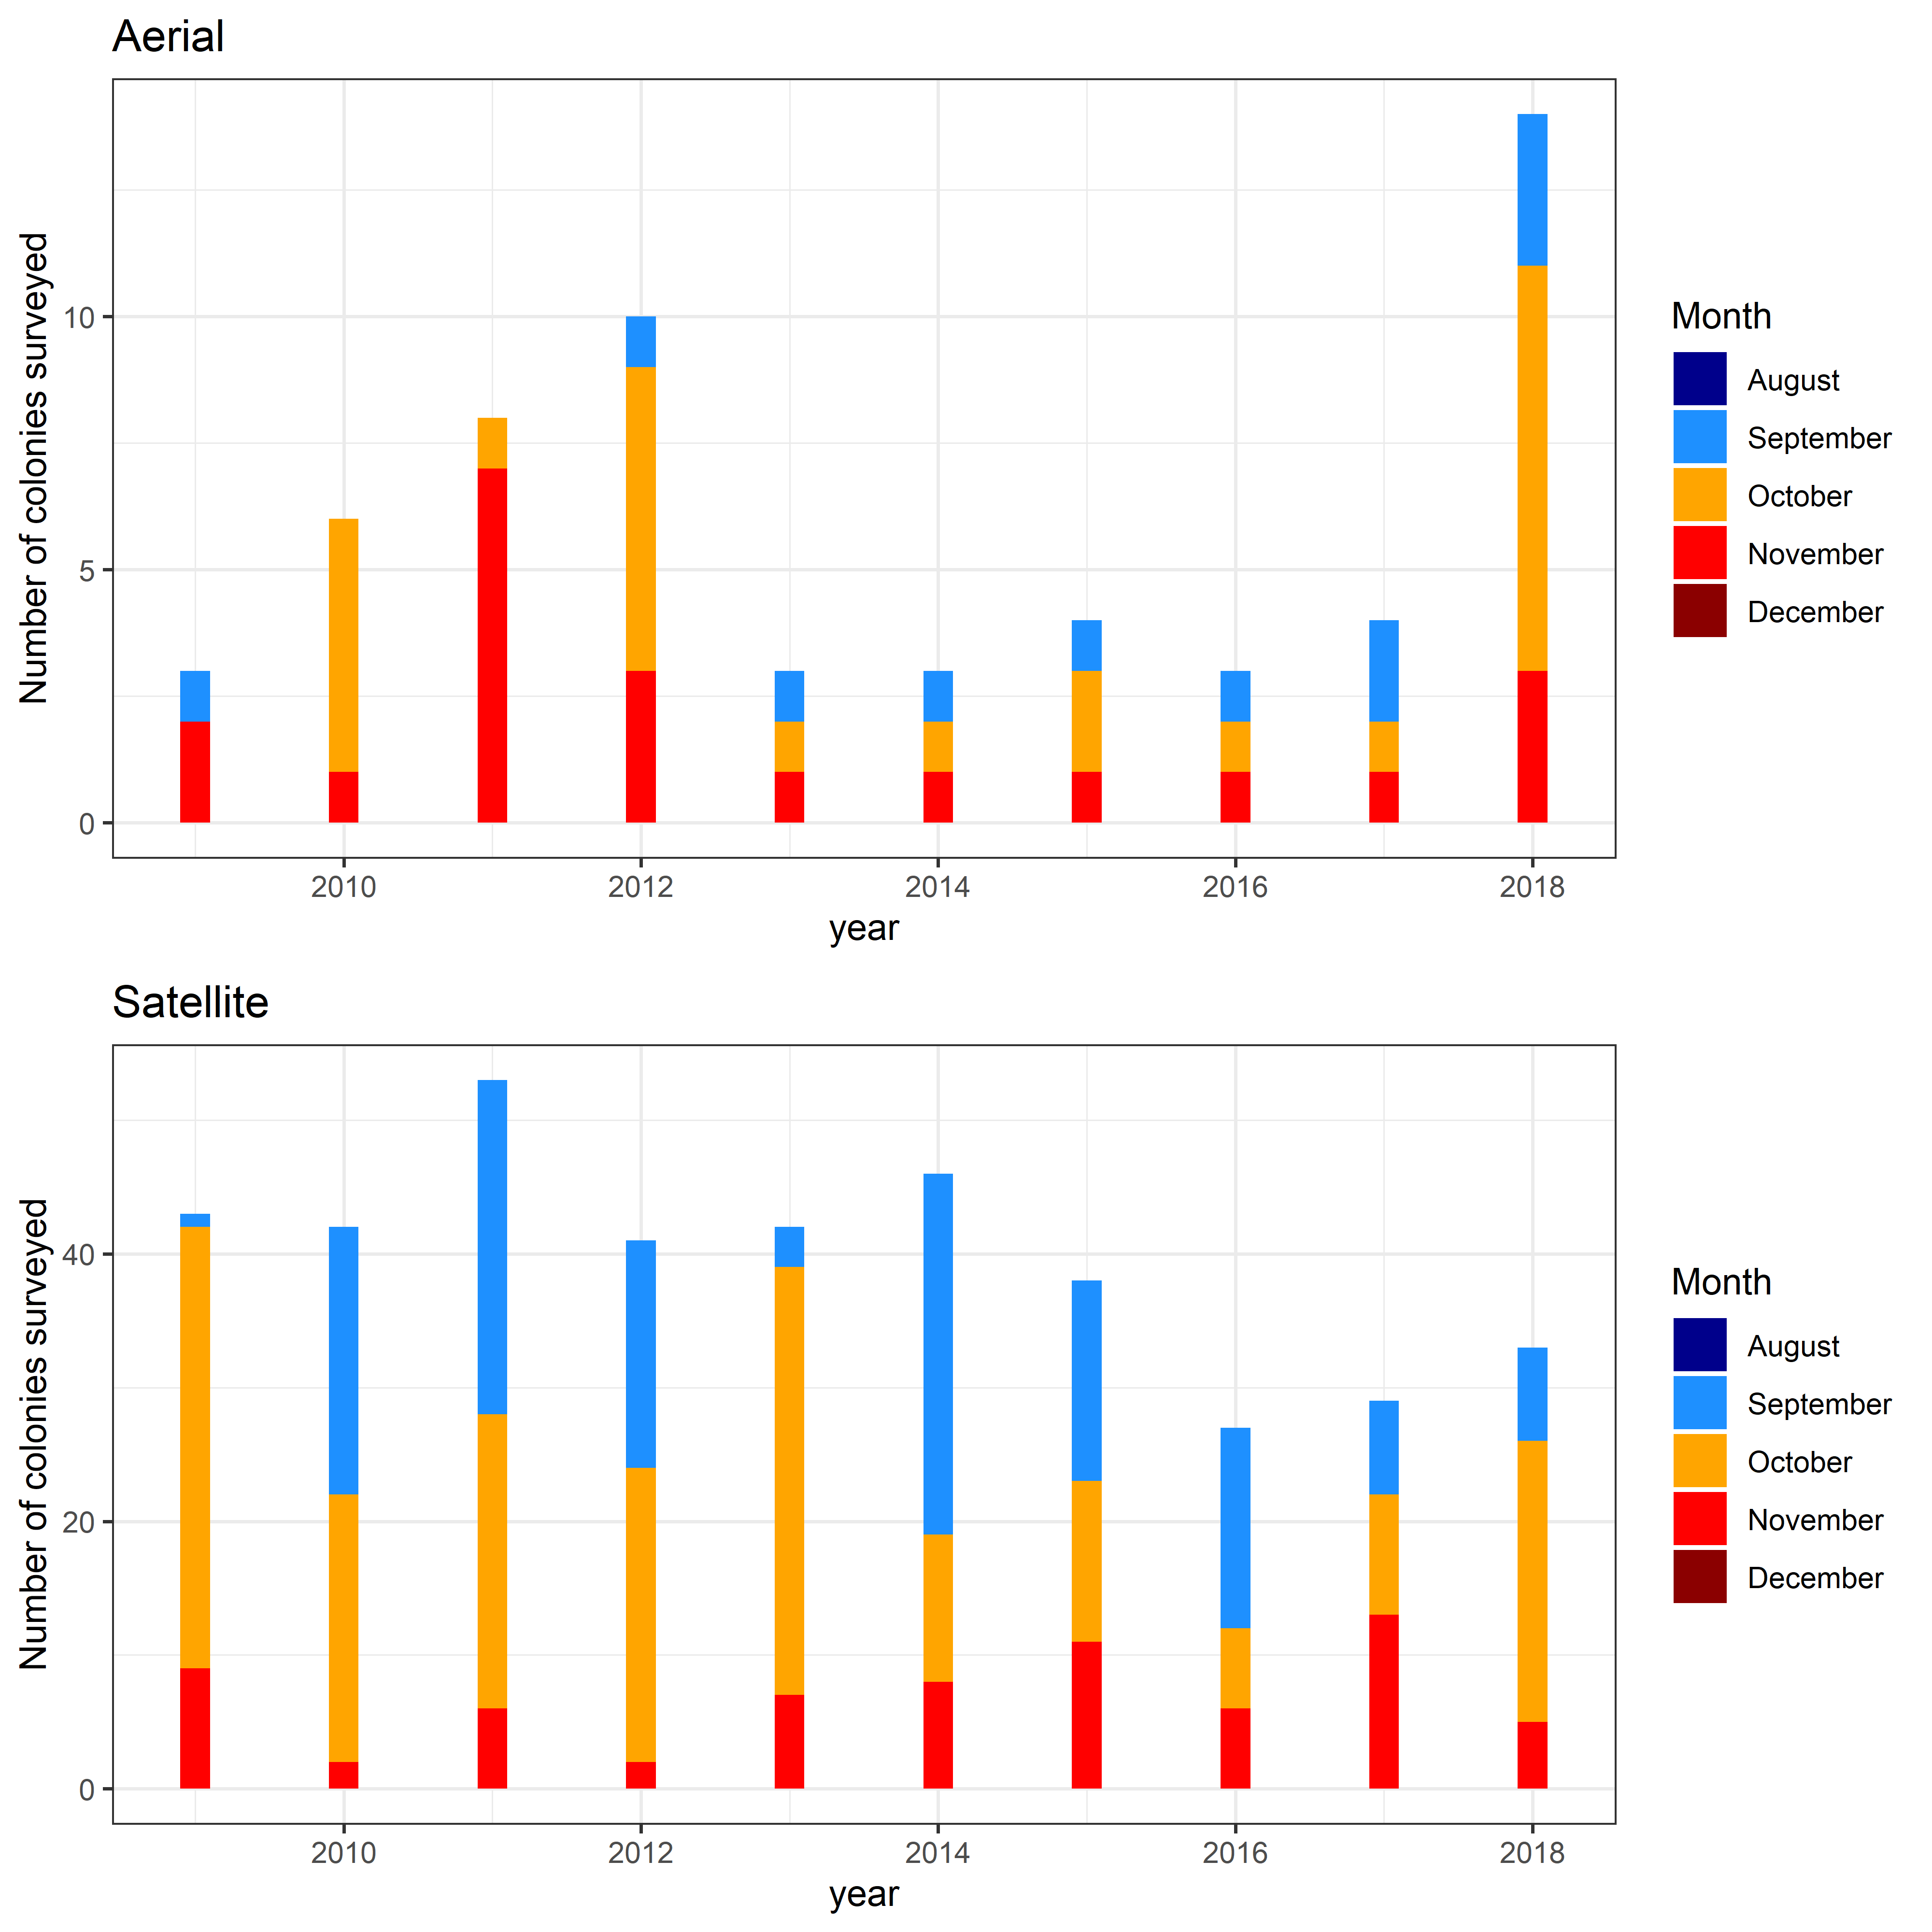 Aerial
Number of colonies surveyed
10
5
0
2010 2012 2014 2016 2018
year
Month
August
September
October
November
December
Satellite
Number of colonies surveyed
40
20
0
2010 2012 2014 2016 2018
year
Month
August
September
October
November
December